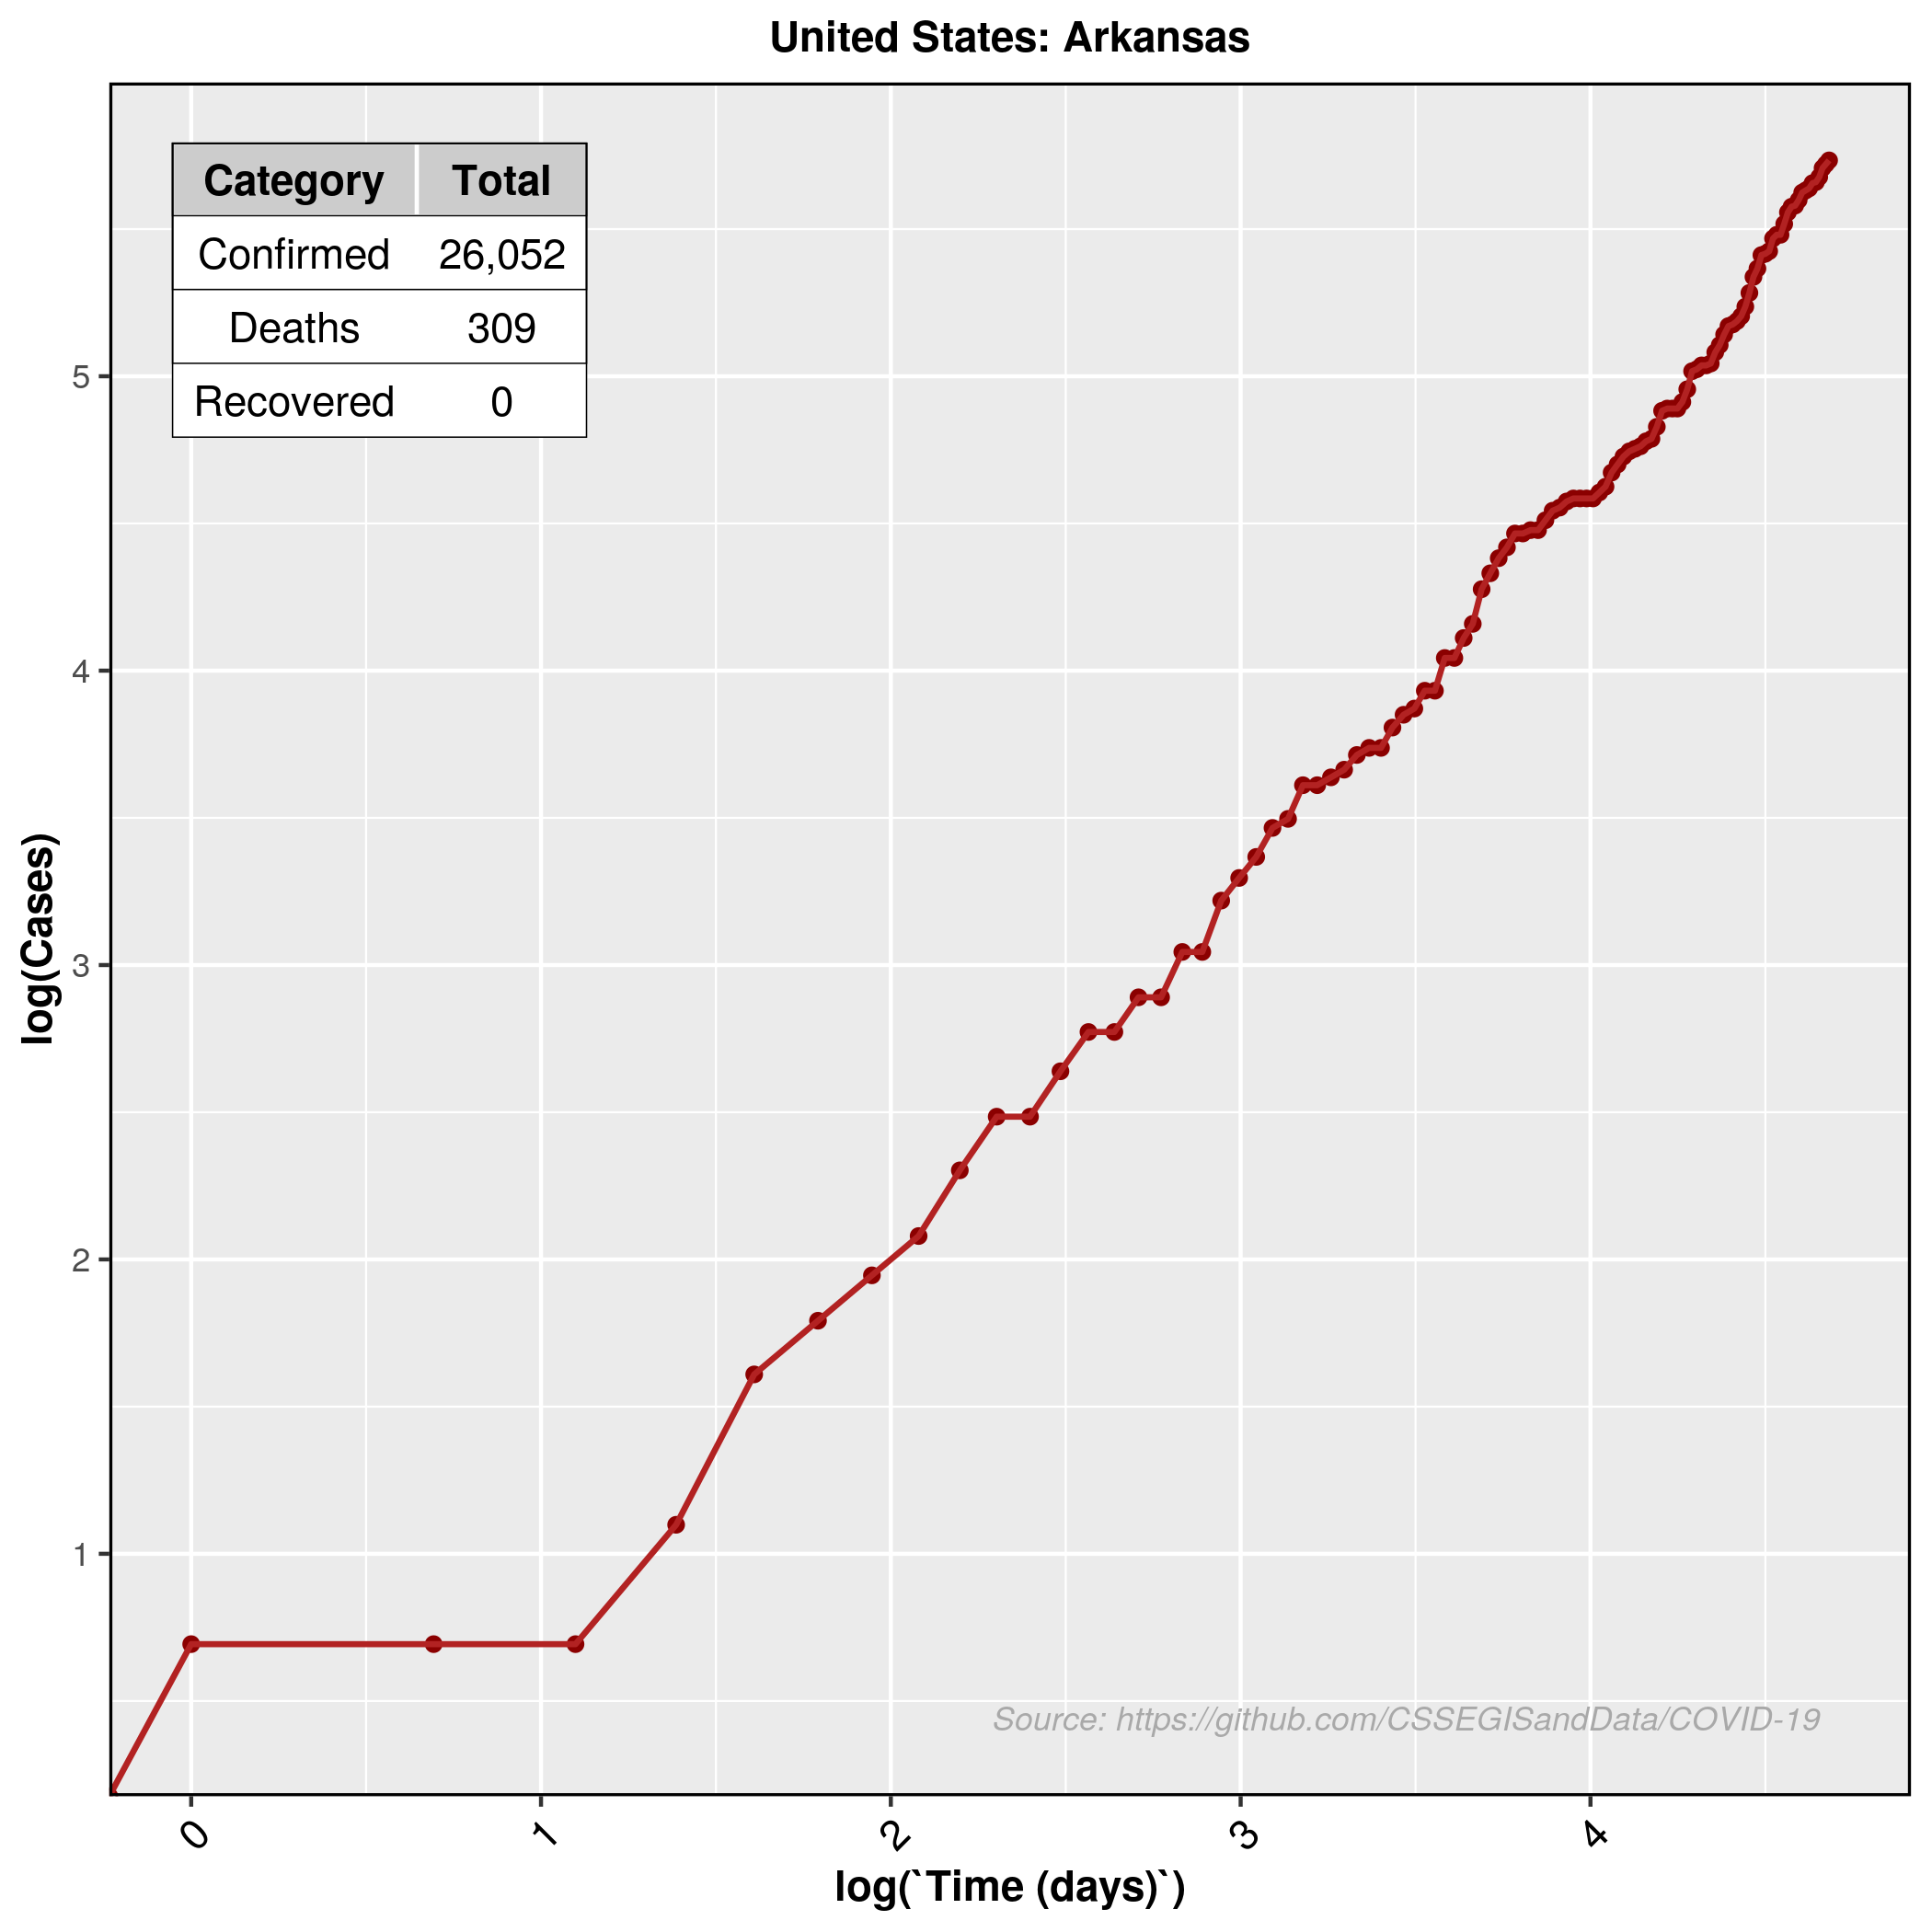 United States: Arkansas
Category Total
Confirmed 26,052
Deaths 309
Recovered 0
5
4
3
2
1
log(Cases)
Source: https://github.com/CSSEGISandData/COVID-19
0 1 2 3 4
log(`Time (days)`)